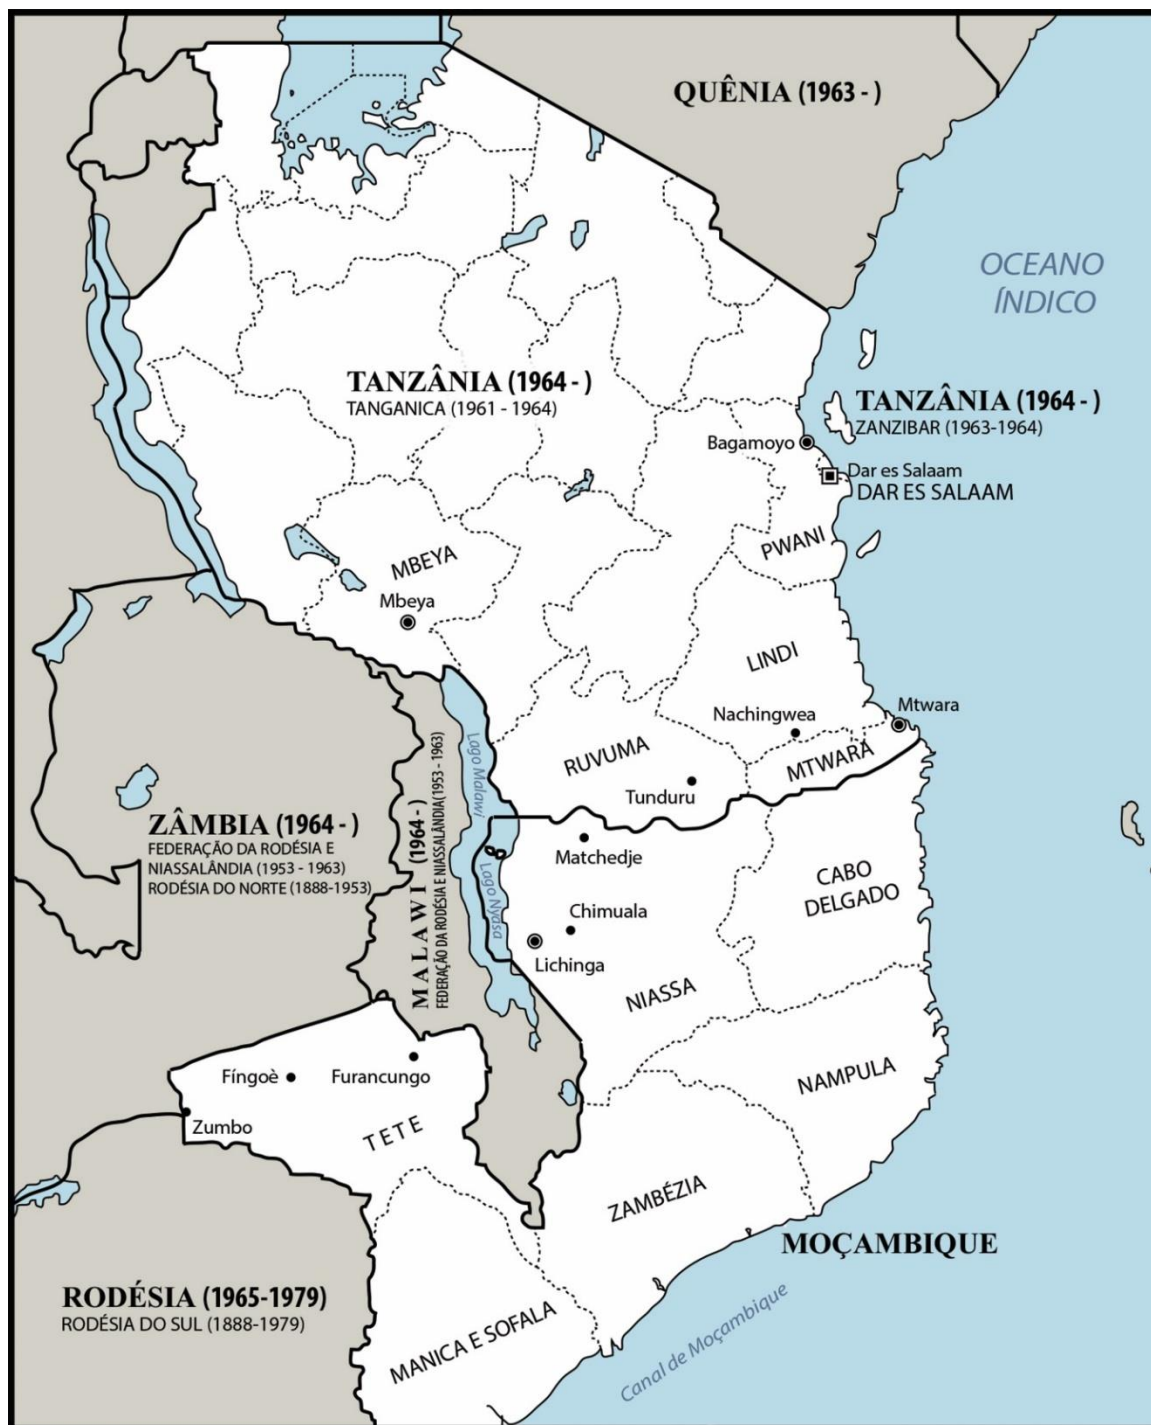 QUÊNIA (1963 - )
OCEANO
ÍNDICO
TANZÂNIA (1964 - )
TANGANICA (1961 - 1964)
TANZÂNIA (1964 - )
ZANZIBAR (1963-1964)
Bagamoyo
Dar es Salaam
DAR ES SALAAM
PWANI
MBEYA
Mbeya
LINDI
Nachingwea
Mtwara
MTWARA
RUVUMA
Tunduru
Lago Malawi
Lago Nyasa
ZÂMBIA (1964 - )
FEDERAÇÃO DA RODÉSIA E
NIASSALÂNDIA (1953 - 1963)
RODÉSIA DO NORTE (1888-1953)
MALAWI (1964 - )
FEDERAÇÃO DA RODÉSIA E NIASSALÂNDIA (1953 - 1963)
Matchedje
Chimuala
Lichinga
CABO
DELGADO
NIASSA
NAMPULA
Fíngoè
Furancungo
Zumbo
TETE
ZAMBÉZIA
MOÇAMBIQUE
RODÉSIA (1965-1979)
RODÉSIA DO SUL (1888-1979)
MANICA E SOFALA
Canal de Moçambique